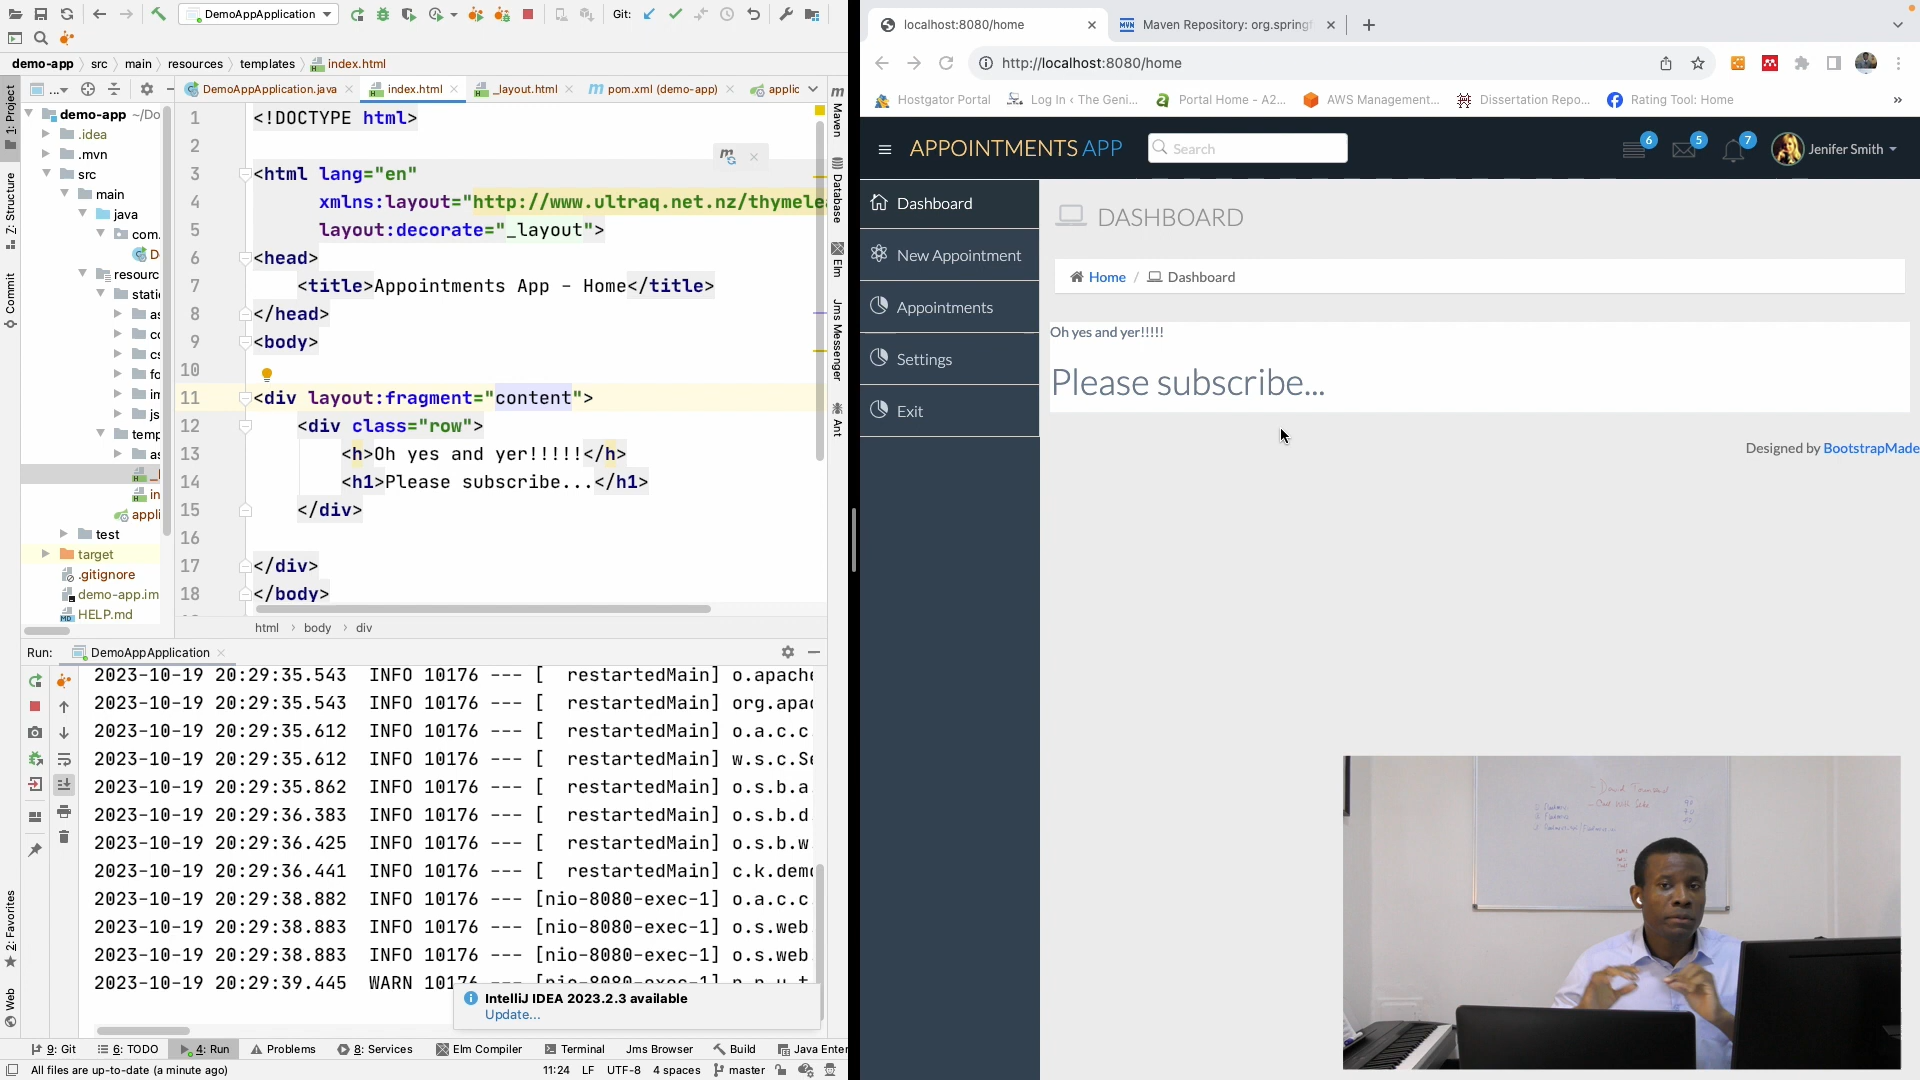 DemoAppApplication
Git:
demo-app
src
main
resources
templates
index.html
1: Project
Z: Structure
Commit
2: Favorites
Web
demo-app ~/Do
.idea
.mvn
src
main
java
com.
resourc
stati
temp
appli
test
target
.gitignore
demo-app.im
HELP.md
DemoAppApplication.java
index.html
_layout.html
pom.xml (demo-app)
applic
Maven
Database
Elm
Jms Messenger
Ant
1 <!DOCTYPE html>
2
3 <html lang="en"
4 xmlns:layout="http://www.ultraq.net.nz/thymele
5 layout:decorate="_layout">
6 <head>
7 <title>Appointments App - Home</title>
8 </head>
9 <body>
10
11 <div layout:fragment="content">
12 <div class="row">
13 <h>Oh yes and yer!!!!!</h>
14 <h1>Please subscribe...</h1>
15 </div>
16
17 </div>
18 </body>
html
body
div
Run:
DemoAppApplication
2023-10-19 20:29:35.543 INFO 10176 --- [ restartedMain] o.apache
2023-10-19 20:29:35.543 INFO 10176 --- [ restartedMain] org.apac
2023-10-19 20:29:35.612 INFO 10176 --- [ restartedMain] o.a.c.c.
2023-10-19 20:29:35.612 INFO 10176 --- [ restartedMain] w.s.c.Se
2023-10-19 20:29:35.862 INFO 10176 --- [ restartedMain] o.s.b.a.
2023-10-19 20:29:36.383 INFO 10176 --- [ restartedMain] o.s.b.d.
2023-10-19 20:29:36.425 INFO 10176 --- [ restartedMain] o.s.b.w.
2023-10-19 20:29:36.441 INFO 10176 --- [ restartedMain] c.k.demo
2023-10-19 20:29:38.882 INFO 10176 --- [nio-8080-exec-1] o.a.c.c.
2023-10-19 20:29:38.883 INFO 10176 --- [nio-8080-exec-1] o.s.web.
2023-10-19 20:29:38.883 INFO 10176 --- [nio-8080-exec-1] o.s.web.
2023-10-19 20:29:39.445 WARN 10176 --- [nio-8080-exec-1]
IntelliJ IDEA 2023.2.3 available
Update...
9: Git
6: TODO
4: Run
Problems
8: Services
Elm Compiler
Terminal
Jms Browser
Build
Java Enter
All files are up-to-date (a minute ago)
11:24 LF UTF-8 4 spaces master
localhost:8080/home
Maven Repository: org.spring
http://localhost:8080/home
Hostgator Portal
Log In ‹ The Geni...
Portal Home - A2...
AWS Management...
Dissertation Repo...
Rating Tool: Home
»
APPOINTMENTS APP
Search
6
5
7
Jenifer Smith
Dashboard
New Appointment
Appointments
Settings
Exit
DASHBOARD
Home / Dashboard
Oh yes and yer!!!!!
Please subscribe...
Designed by BootstrapMade